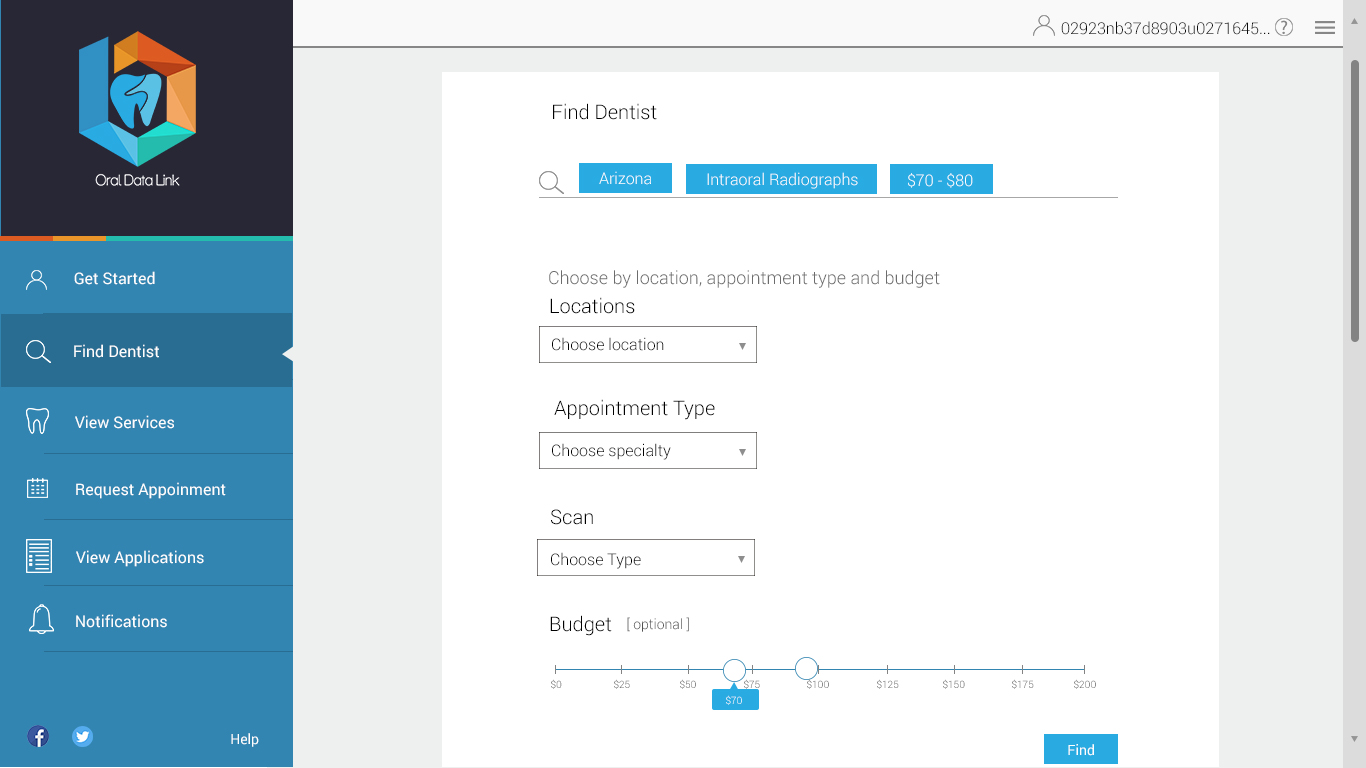 Oral Data Link
Get Started
Find Dentist
View Services
Request Appoinment
View Applications
Notifications
Help
02923nb37d8903u0271645... ?
Find Dentist
Arizona Intraoral Radiographs $70 - $80
Choose by location, appointment type and budget
Locations
Choose location
Appointment Type
Choose specialty
Scan
Choose Type
Budget [ optional ]
$0 $25 $50 $75 $100 $125 $150 $175 $200
$70
Find